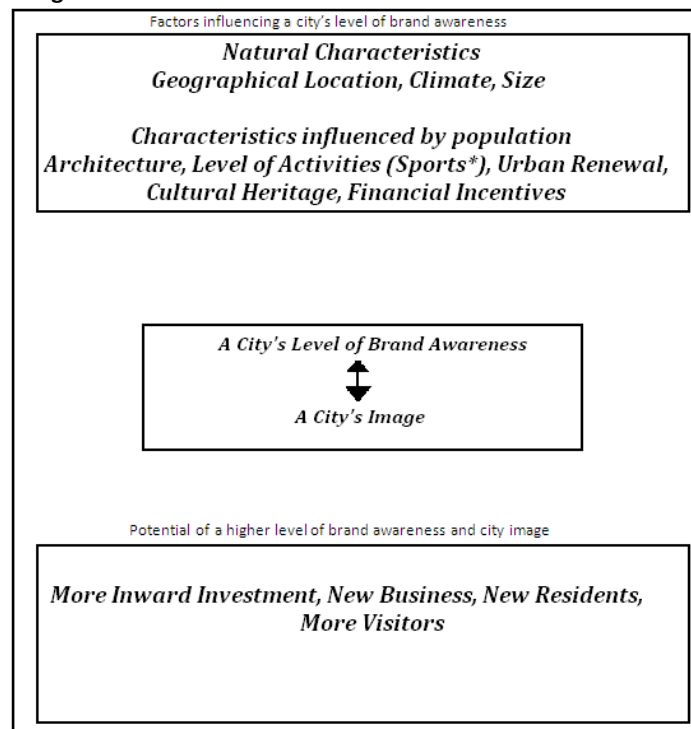 Factors influencing a city's level of brand awareness
Natural Characteristics
Geographical Location, Climate, Size
Characteristics influenced by population
Architecture, Level of Activities (Sports*), Urban Renewal,
Cultural Heritage, Financial Incentives
A City's Level of Brand Awareness
A City's Image
Potential of a higher level of brand awareness and city image
More Inward Investment, New Business, New Residents,
More Visitors